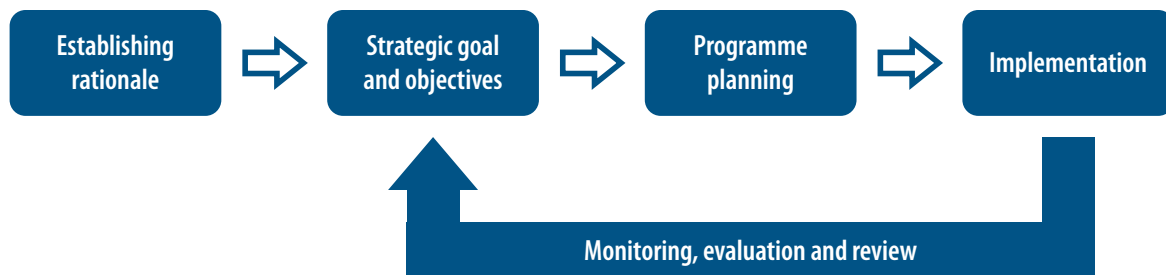 Establishing
rationale
Strategic goal
and objectives
Programme
planning
Implementation
Monitoring, evaluation and review